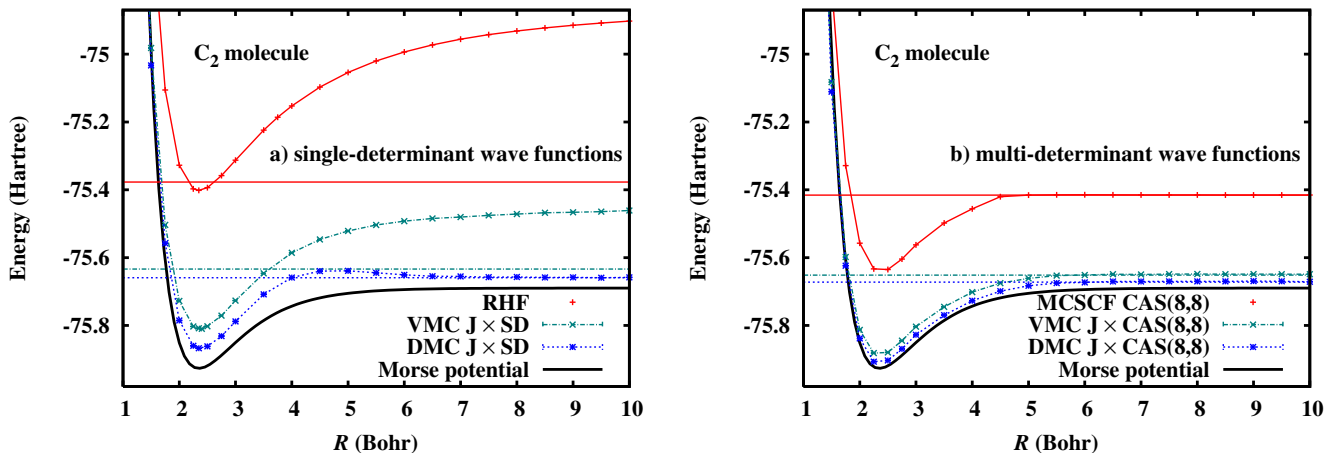 -75
-75.2
-75.4
-75.6
-75.8
Energy (Hartree)
C2 molecule
a) single-determinant wave functions
RHF
VMC J × SD
DMC J × SD
Morse potential
1 2 3 4 5 6 7 8 9 10
R (Bohr)
-75
-75.2
-75.4
-75.6
-75.8
Energy (Hartree)
C2 molecule
b) multi-determinant wave functions
MCSCF CAS(8,8)
VMC J × CAS(8,8)
DMC J × CAS(8,8)
Morse potential
1 2 3 4 5 6 7 8 9 10
R (Bohr)